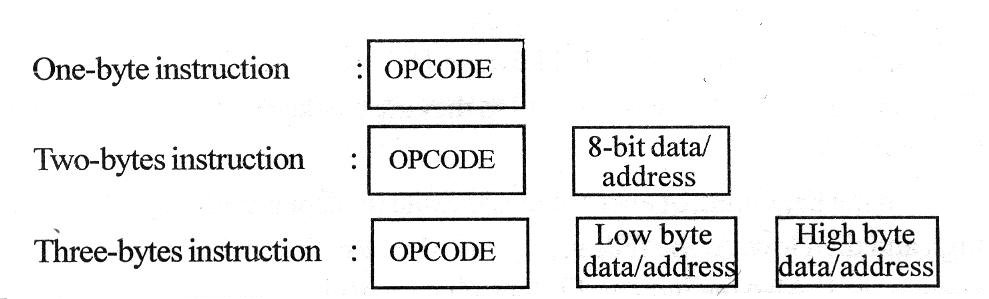 One-byte instruction : OPCODE
Two-bytes instruction : OPCODE 8-bit data/
address
Three-bytes instruction : OPCODE Low byte High byte
data/address data/address